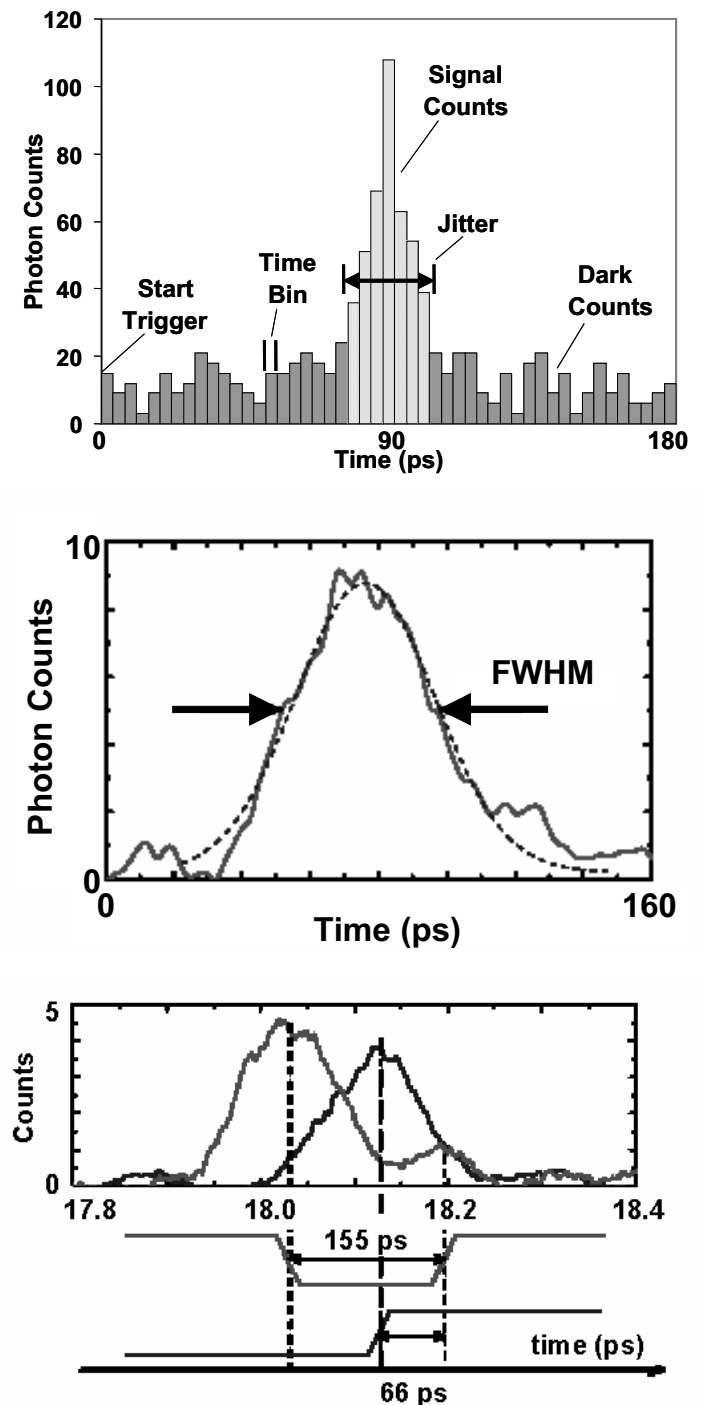 120
100
80
60
40
20
0
Photon Counts
Signal
Counts
Jitter
Time
Bin
Start
Trigger
Dark
Counts
0 90 180
Time (ps)
10
0
Photon Counts
FWHM
0 160
Time (ps)
5
0
Counts
17.8 18.0 18.2 18.4
155 ps
time (ps)
66 ps